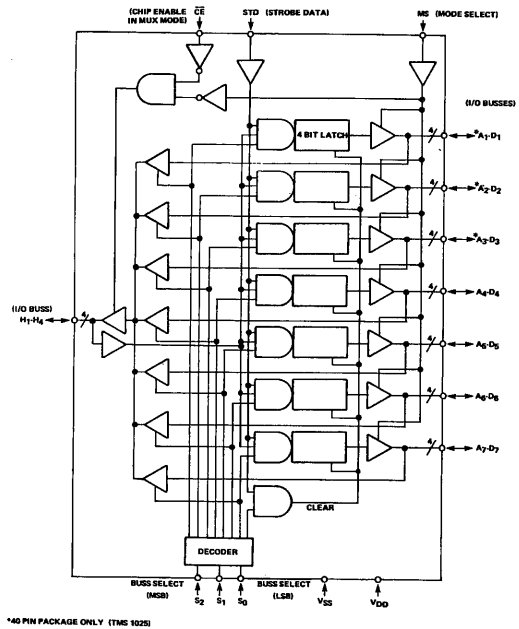 (CHIP ENABLE IN MUX MODE) CE
STD (STROBE DATA)
MS (MODE SELECT)
(I/O BUSSES)
4 BIT LATCH
4 *A1-D1
4 *A2-D2
4 *A3-D3
4 A4-D4
(I/O BUSS)
H1-H4 4
4 A5-D5
4 A6-D6
4 A7-D7
CLEAR
DECODER
BUSS SELECT (MSB)
S2
S1
S0
BUSS SELECT (LSB)
VSS
VDD
*40 PIN PACKAGE ONLY (TMS 1025)